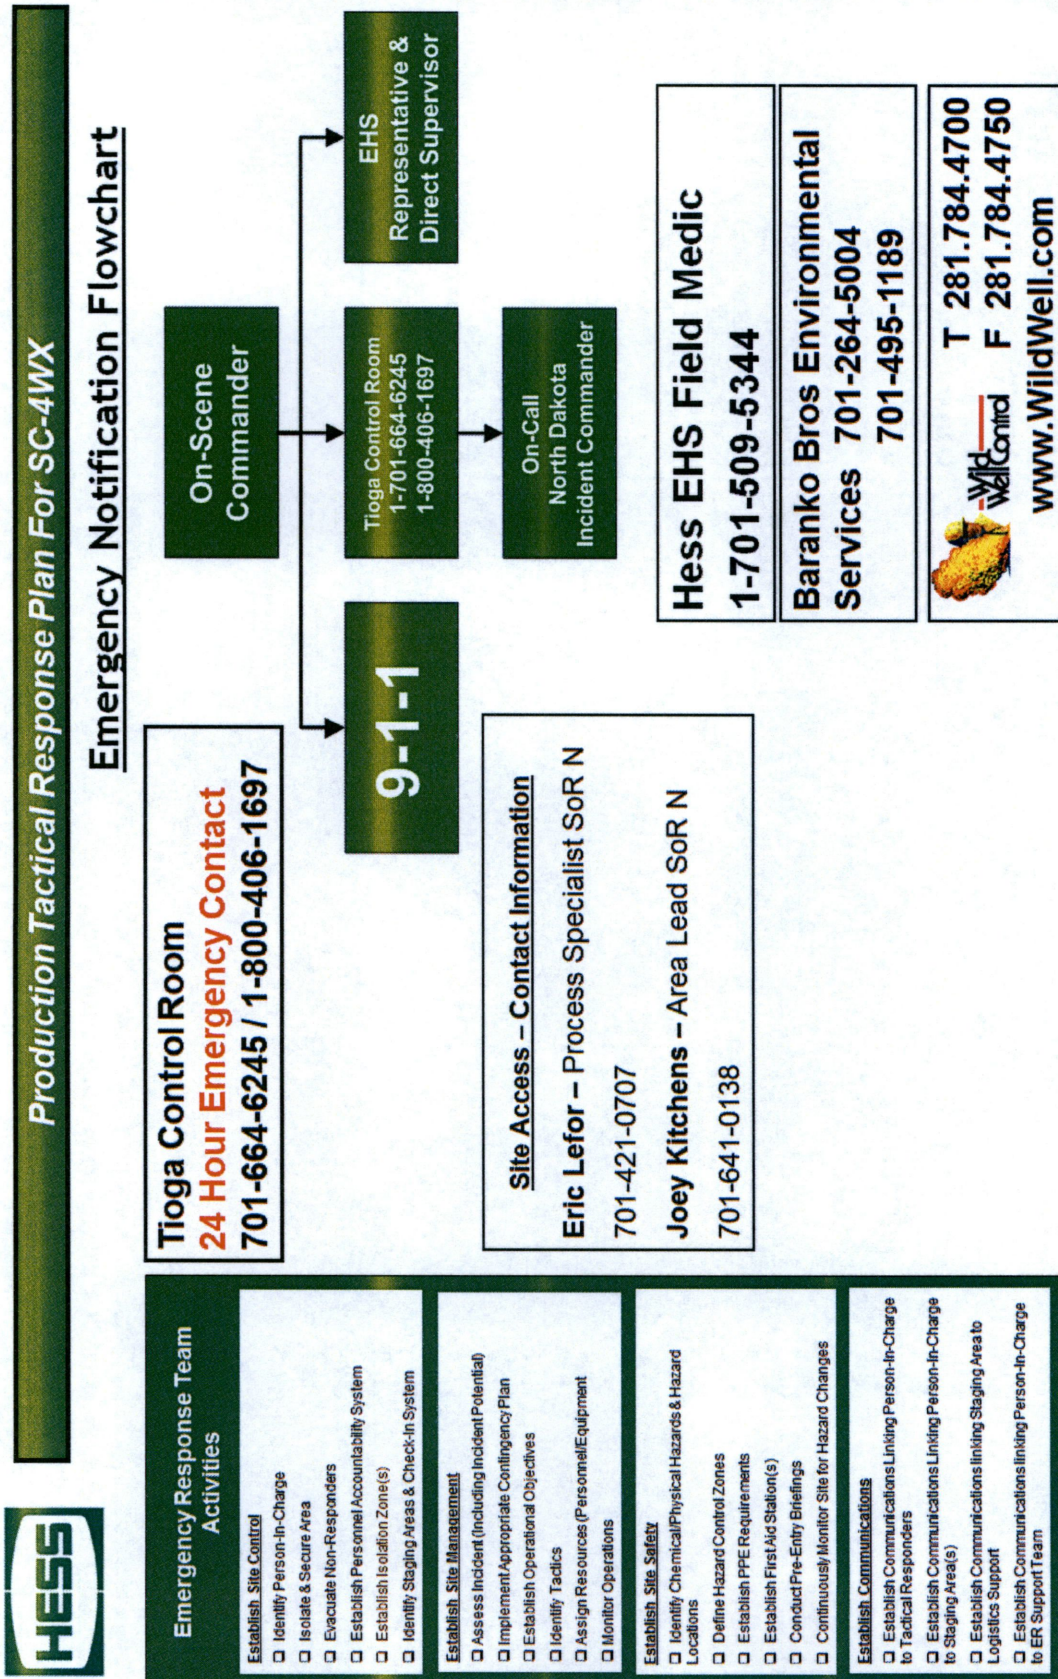 HESS
Production Tactical Response Plan For SC-4WX
Emergency Notification Flowchart
Emergency Response Team
Activities
Establish Site Control
☐ Identify Person-In-Charge
☐ Isolate & Secure Area
☐ Evacuate Non-Responders
☐ Establish Personnel Accountability System
☐ Establish Isolation Zone(s)
☐ Identify Staging Areas & Check-In System
Establish Site Management
☐ Assess Incident (Including Incident Potential)
☐ Implement Appropriate Contingency Plan
☐ Establish Operational Objectives
☐ Identify Tactics
☐ Assign Resources (Personnel/Equipment
☐ Monitor Operations
Establish Site Safety
☐ Identify Chemical/Physical Hazards & Hazard
Locations
☐ Define Hazard Control Zones
☐ Establish PPE Requirements
☐ Establish First Aid Station(s)
☐ Conduct Pre-Entry Briefings
☐ Continuously Monitor Site for Hazard Changes
Establish Communications
☐ Establish Communications Linking Person-In-Charge
to Tactical Responders
☐ Establish Communications Linking Person-In-Charge
to Staging Area(s)
☐ Establish Communications linking Staging Area to
Logistics Support
☐ Establish Communications linking Person-In-Charge
to ER Support Team
Tioga Control Room
24 Hour Emergency Contact
701-664-6245 / 1-800-406-1697
On-Scene
Commander
9-1-1
Tioga Control Room
1-701-664-6245
1-800-406-1697
EHS
Representative &
Direct Supervisor
On-Call
North Dakota
Incident Commander
Site Access – Contact Information
Eric Lefor – Process Specialist SoR N
701-421-0707
Joey Kitchens – Area Lead SoR N
701-641-0138
Hess EHS Field Medic
1-701-509-5344
Baranko Bros Environmental
Services 701-264-5004
701-495-1189
Wild Well Control
T 281.784.4700
F 281.784.4750
www.WildWell.com